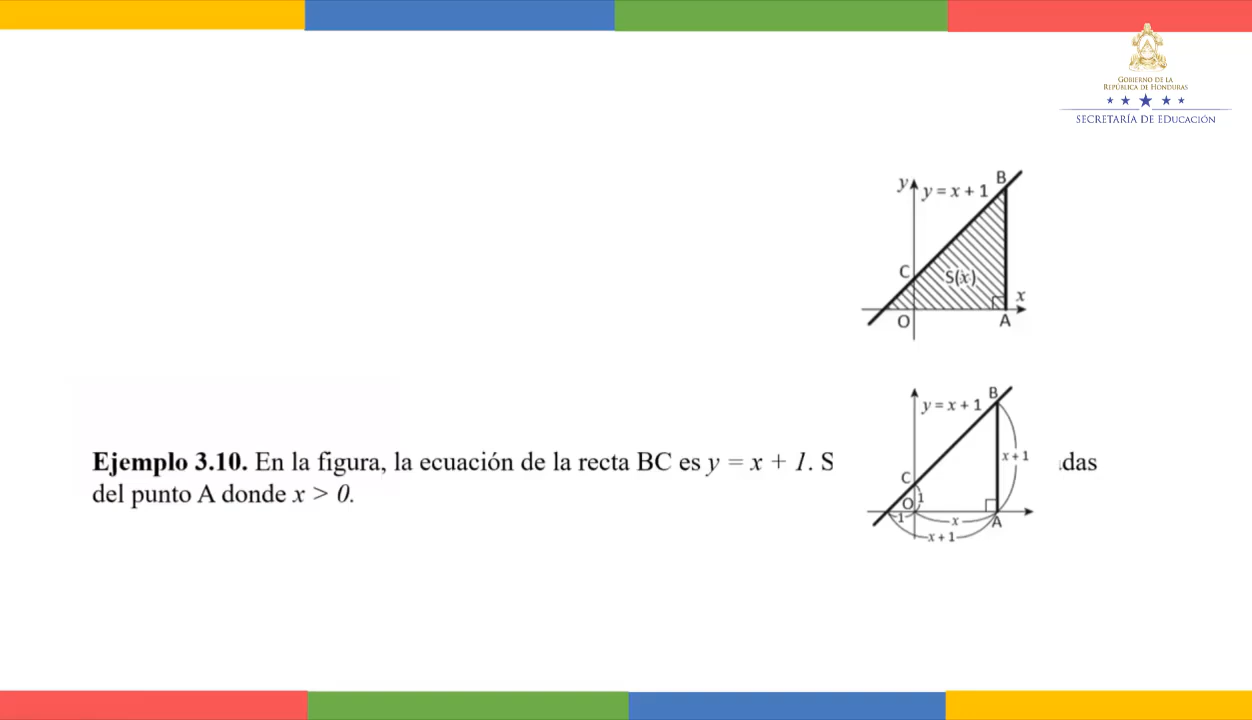 GOBIERNO DE LA
REPÚBLICA DE HONDURAS
SECRETARÍA DE EDUCACIÓN
y
y = x + 1
B
C
S(x)
x
O
A
B
y = x + 1
x + 1
C
O
1
1
x
A
x + 1
Ejemplo 3.10. En la figura, la ecuación de la recta BC es y = x + 1. S das
del punto A donde x > 0.